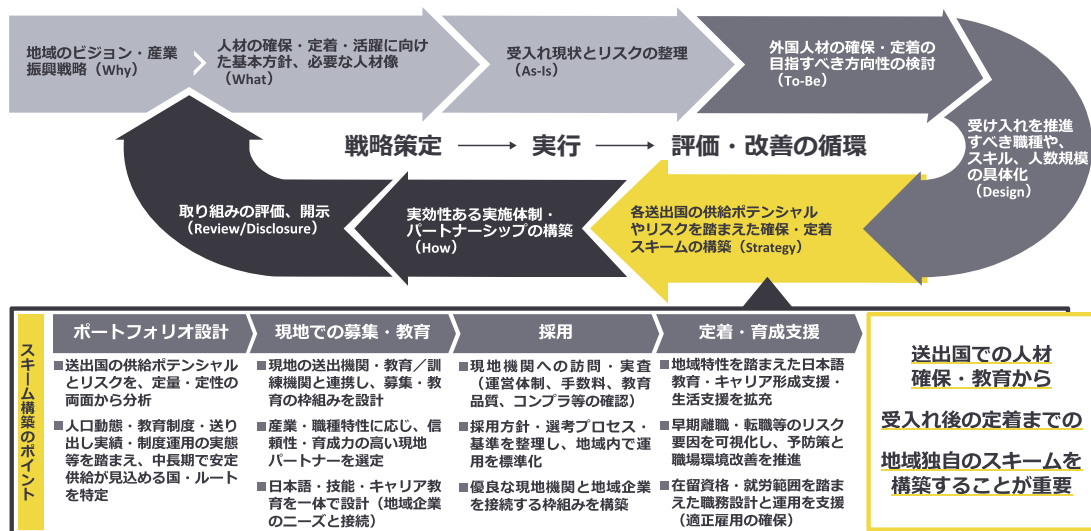 地域のビジョン・産業
振興戦略（Why）
人材の確保・定着・活躍に向け
た基本方針、必要な人材像
（What）
受入れ現状とリスクの整理
（As-Is）
外国人材の確保・定着の
目指すべき方向性の検討
（To-Be）
受け入れを推進
すべき職種や、
スキル、人数規模
の具体化
（Design）
戦略策定 → 実行 → 評価・改善の循環
各送出国の供給ポテンシャル
やリスクを踏まえた確保・定着
スキームの構築（Strategy）
実効性ある実施体制・
パートナーシップの構築
（How）
取り組みの評価、開示
（Review/Disclosure）
スキーム構築のポイント
ポートフォリオ設計
■送出国の供給ポテンシャル
とリスクを、定量・定性の
両面から分析
■人口動態・教育制度・送り
出し実績・制度運用の実態
等を踏まえ、中長期で安定
供給が見込める国・ルート
を特定
現地での募集・教育
■現地の送出機関・教育／訓
練機関と連携し、募集・教
育の枠組みを設計
■産業・職種特性に応じ、信
頼性・育成力の高い現地
パートナーを選定
■日本語・技能・キャリア教
育を一体で設計（地域企業
のニーズと接続）
採用
■現地機関への訪問・実査
（運営体制、手数料、教育
品質、コンプラ等の確認）
■採用方針・選考プロセス・
基準を整理し、地域内で運
用を標準化
■優良な現地機関と地域企業
を接続する枠組みを構築
定着・育成支援
■地域特性を踏まえた日本語
教育・キャリア形成支援・
生活支援を拡充
■早期離職・転職等のリスク
要因を可視化し、予防策と
職場環境改善を推進
■在留資格・就労範囲を踏ま
えた職務設計と運用を支援
（適正雇用の確保）
送出国での人材
確保・教育から
受入れ後の定着までの
地域独自のスキームを
構築することが重要